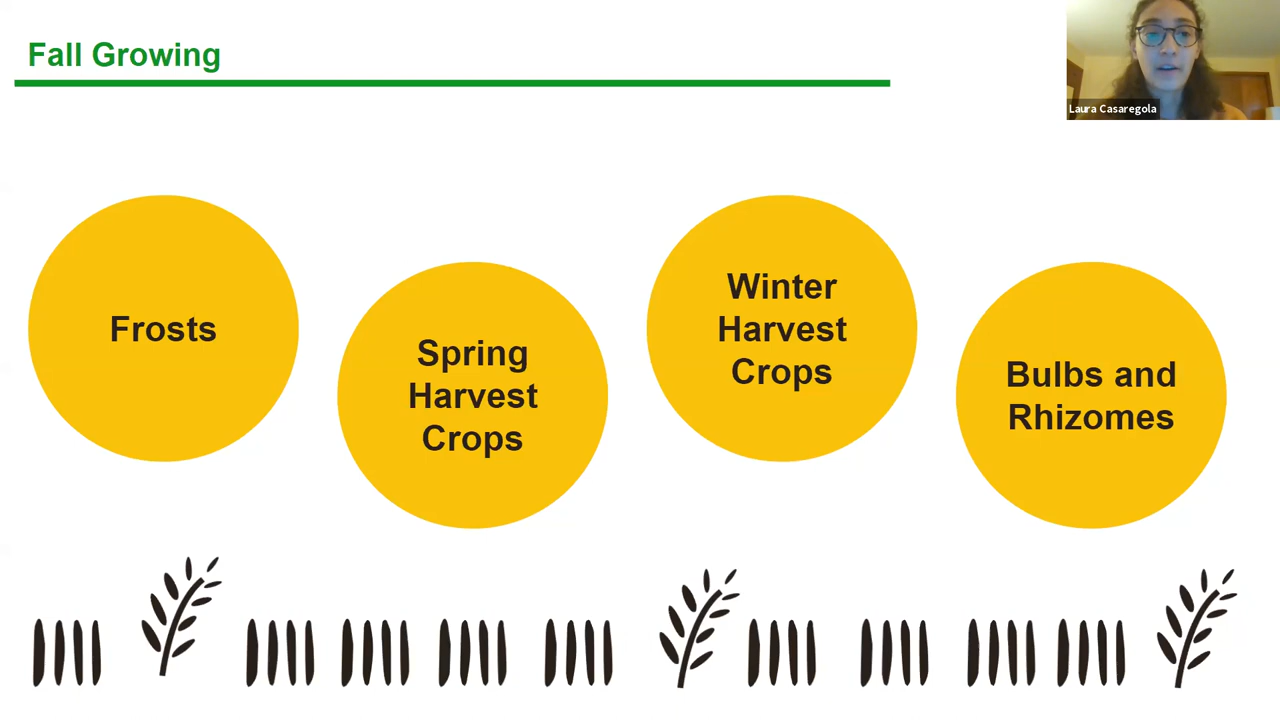 Fall Growing
Laura Casaregola
Frosts
Spring
Harvest
Crops
Winter
Harvest
Crops
Bulbs and
Rhizomes